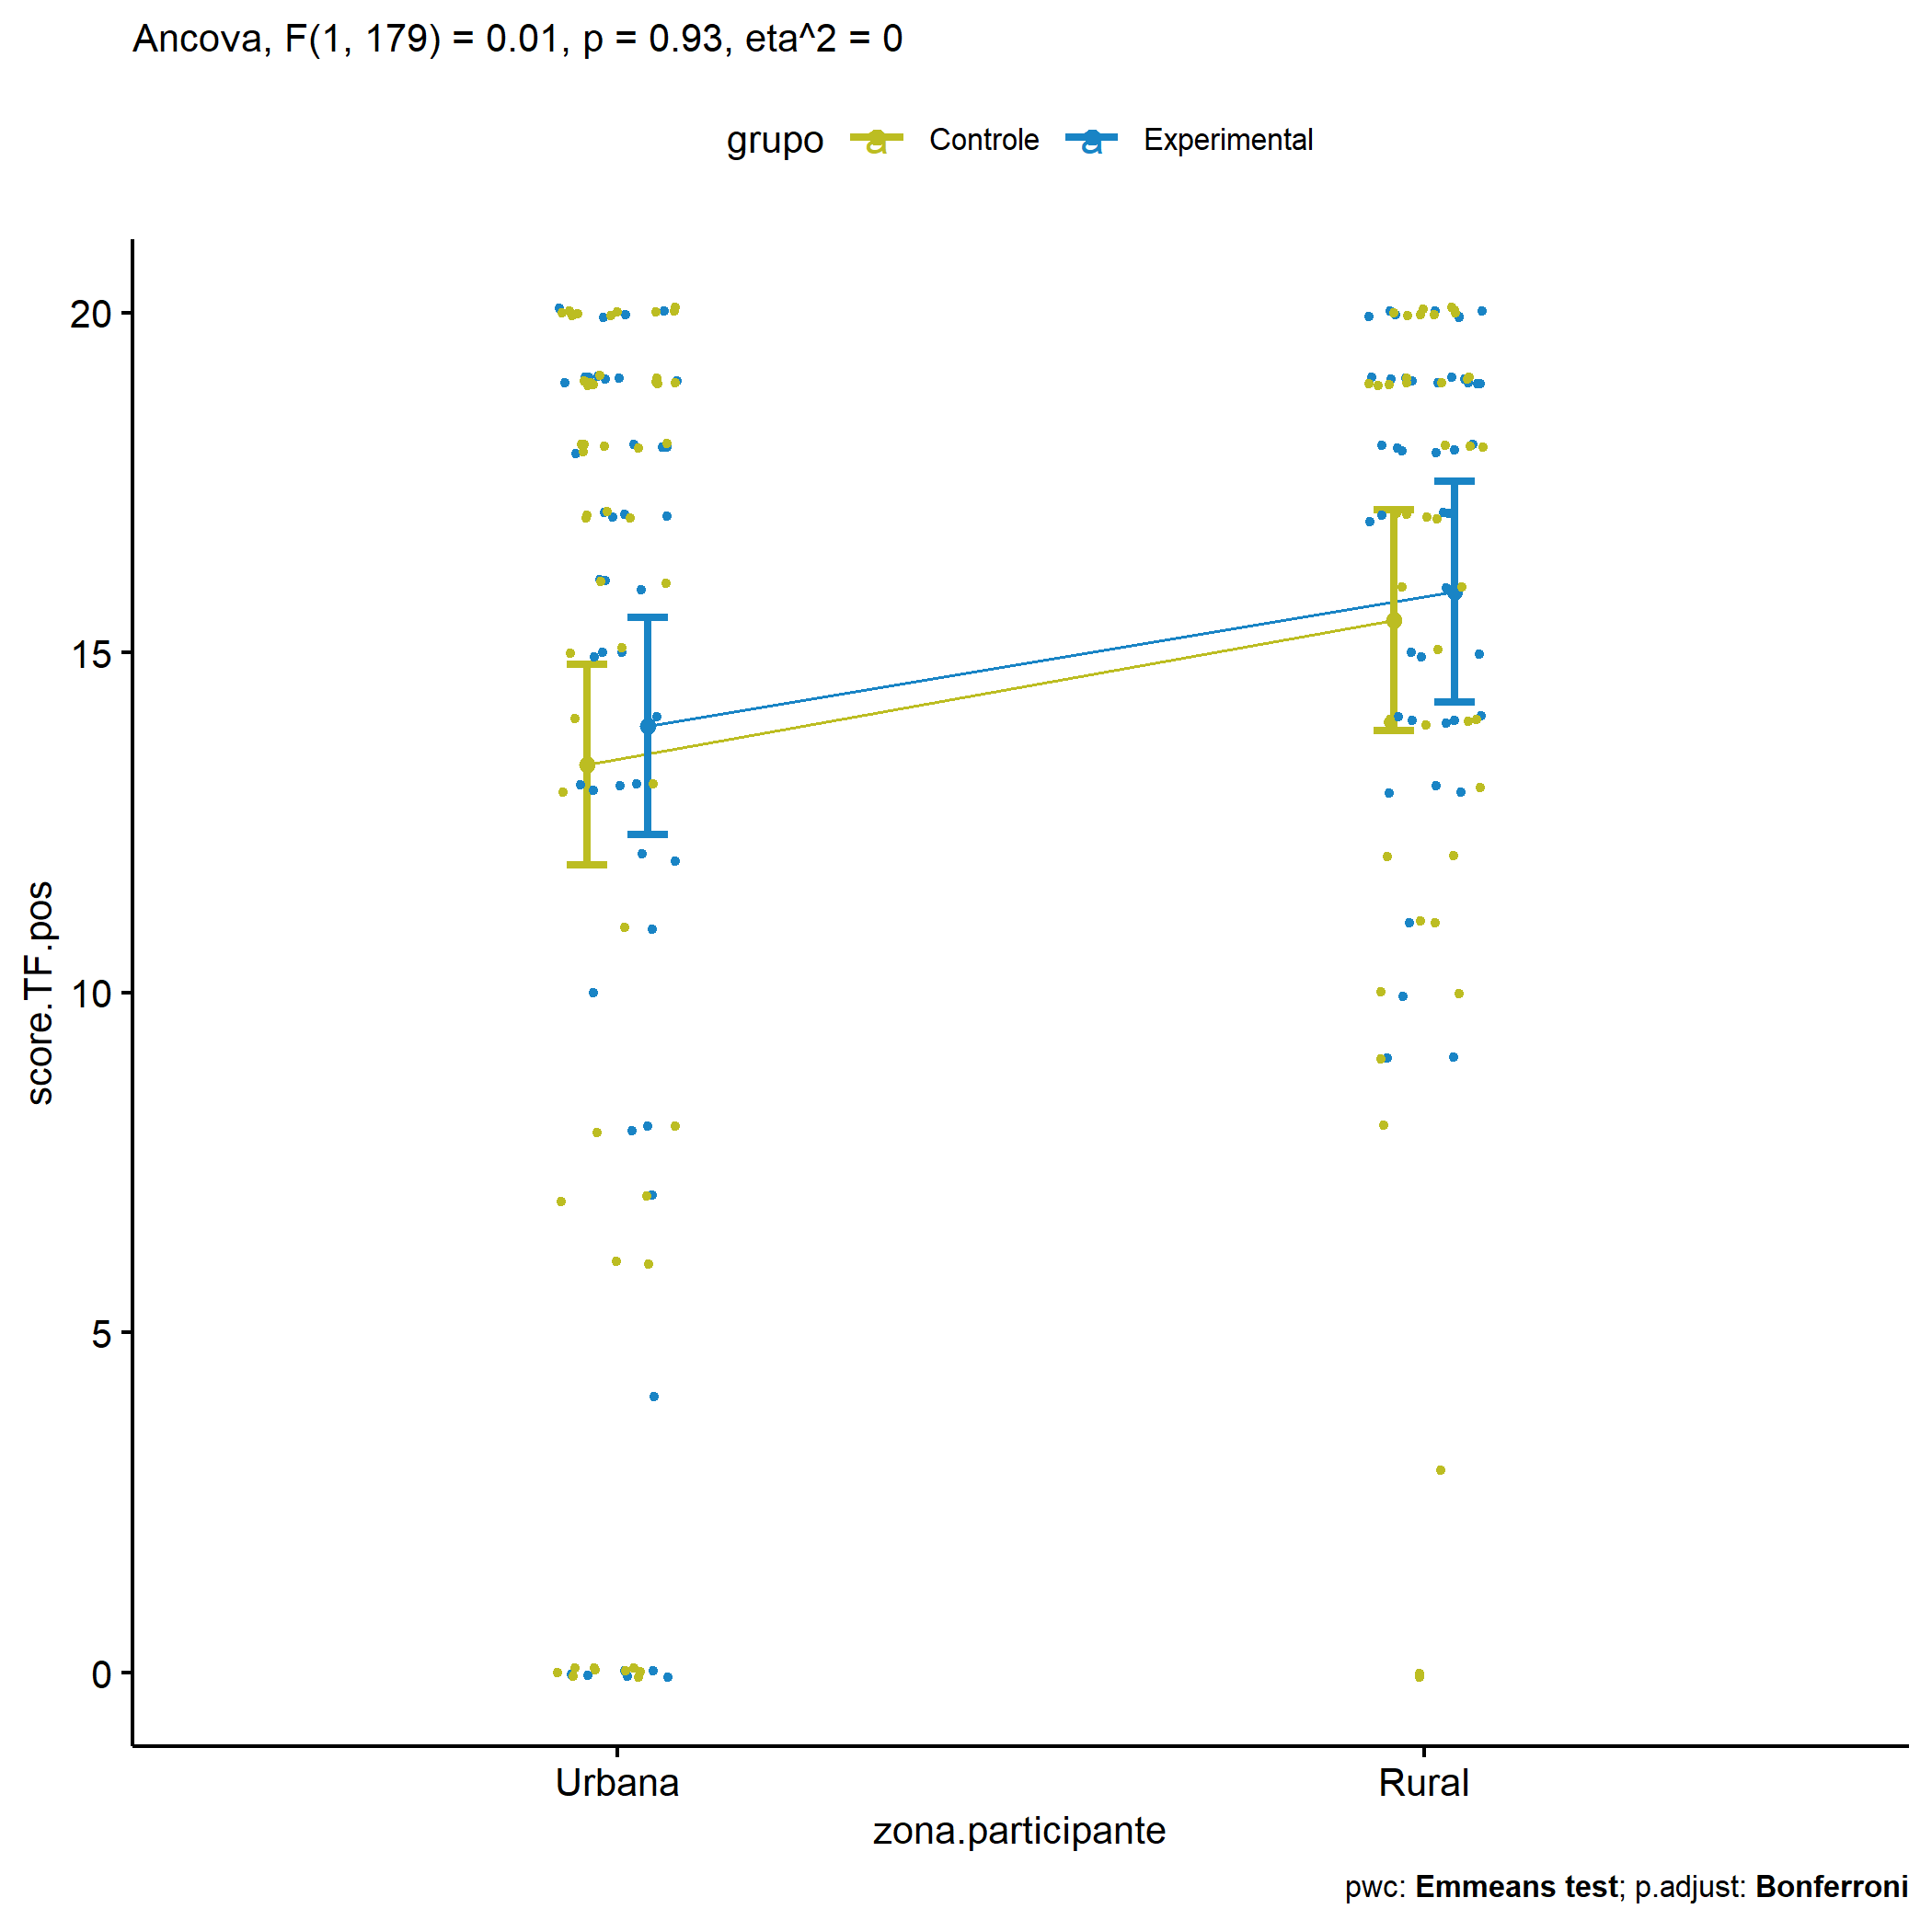 Ancova, F(1, 179) = 0.01, p = 0.93, eta^2 = 0
grupo a Controle a Experimental
20
15
10
5
0
score.TF.pos
Urbana Rural
zona.participante
pwc: Emmeans test; p.adjust: Bonferroni